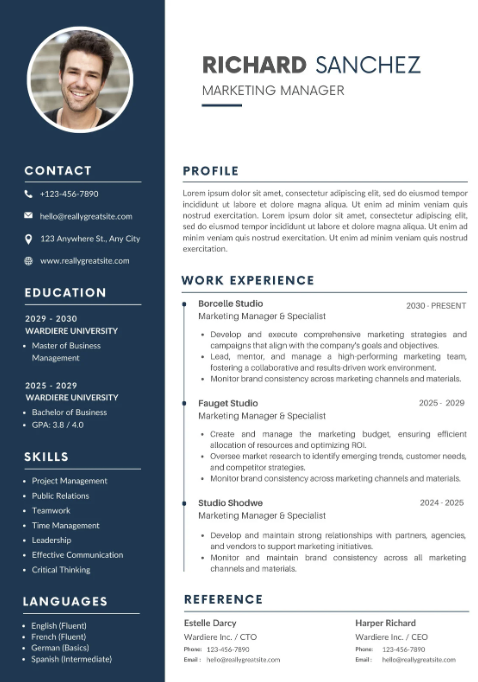 RICHARD SANCHEZ
MARKETING MANAGER
CONTACT
+123-456-7890
hello@reallygreatsite.com
123 Anywhere St., Any City
www.reallygreatsite.com
EDUCATION
2029 - 2030
WARDIERE UNIVERSITY
• Master of Business
Management
2025 - 2029
WARDIERE UNIVERSITY
• Bachelor of Business
• GPA: 3.8 / 4.0
SKILLS
• Project Management
• Public Relations
• Teamwork
• Time Management
• Leadership
• Effective Communication
• Critical Thinking
LANGUAGES
• English (Fluent)
• French (Fluent)
• German (Basics)
• Spanish (Intermediate)
PROFILE
Lorem ipsum dolor sit amet, consectetur adipiscing elit, sed do eiusmod tempor
incididunt ut labore et dolore magna aliqua. Ut enim ad minim veniam quis
nostrud exercitation. Lorem ipsum dolor sit amet, consectetur adipiscing elit,
sed do eiusmod tempor incididunt ut labore et dolore magna aliqua. Ut enim ad
minim veniam quis nostrud exercitation. Ut enim ad minim veniam quis nostrud
exercitation.
WORK EXPERIENCE
Borcelle Studio 2030 - PRESENT
Marketing Manager & Specialist
• Develop and execute comprehensive marketing strategies and
campaigns that align with the company's goals and objectives.
• Lead, mentor, and manage a high-performing marketing team,
fostering a collaborative and results-driven work environment.
• Monitor brand consistency across marketing channels and materials.
Fauget Studio 2025 - 2029
Marketing Manager & Specialist
• Create and manage the marketing budget, ensuring efficient
allocation of resources and optimizing ROI.
• Oversee market research to identify emerging trends, customer needs,
and competitor strategies.
• Monitor brand consistency across marketing channels and materials.
Studio Shodwe 2024 - 2025
Marketing Manager & Specialist
• Develop and maintain strong relationships with partners, agencies,
and vendors to support marketing initiatives.
• Monitor and maintain brand consistency across all marketing
channels and materials.
REFERENCE
Estelle Darcy
Wardiere Inc. / CTO
Phone: 123-456-7890
Email : hello@reallygreatsite.com
Harper Richard
Wardiere Inc. / CEO
Phone: 123-456-7890
Email : hello@reallygreatsite.com